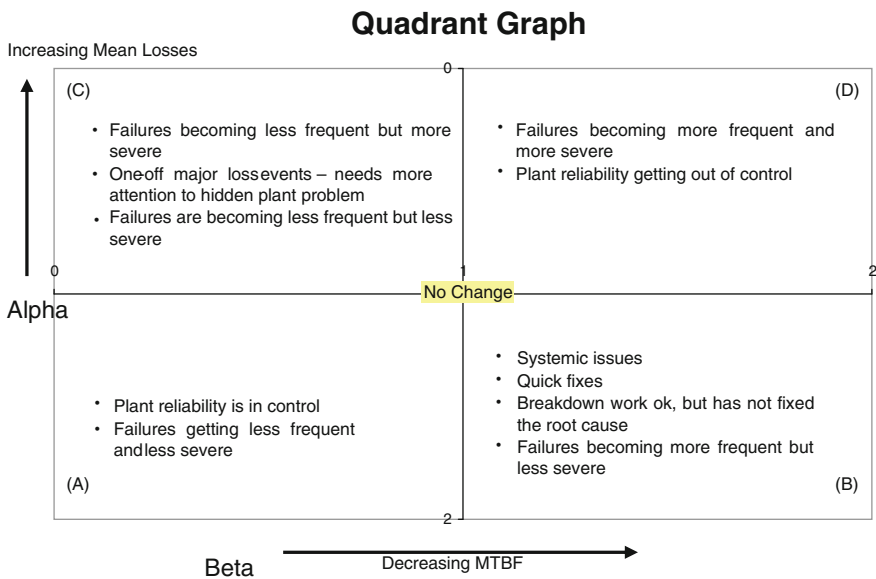 Quadrant Graph
Increasing Mean Losses
0
(C)
(D)
• Failures becoming less frequent but more
severe
• One-off major lossevents – needs more
attention to hidden plant problem
• Failures are becoming less frequent but less
severe
• Failures becoming more frequent and
more severe
• Plant reliability getting out of control
0
1
2
No Change
Alpha
• Plant reliability is in control
• Failures getting less frequent
andless severe
• Systemic issues
• Quick fixes
• Breakdown work ok, but has not fixed
the root cause
• Failures becoming more frequent but
less severe
(A)
(B)
2
Beta
Decreasing MTBF